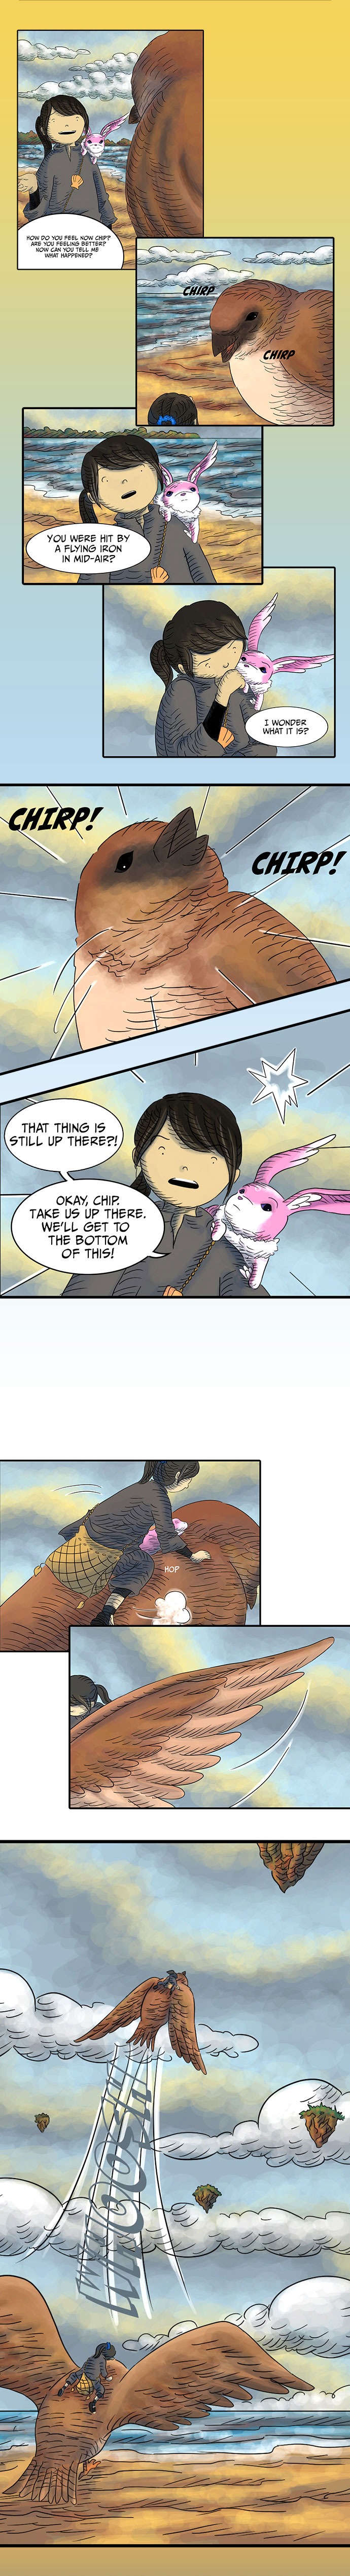 HOW DO YOU FEEL NOW CHIP?
ARE YOU FEELING BETTER?
NOW CAN YOU TELL ME
WHAT HAPPENED?
CHIRP
CHIRP
YOU WERE HIT BY
A FLYING IRON
IN MID-AIR?
I WONDER
WHAT IT IS?
CHIRP!
CHIRP!
THAT THING IS
STILL UP THERE?!
OKAY, CHIP.
TAKE US UP THERE.
WE'LL GET TO
THE BOTTOM
OF THIS!
HOP